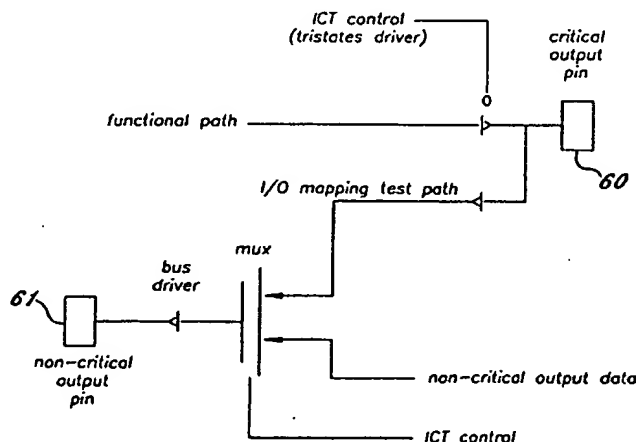 ICT control
(tristates driver)
critical
output
pin
functional path
60
I/O mapping test path
mux
bus
driver
61
non-critical
output
pin
non-critical output data
ICT control